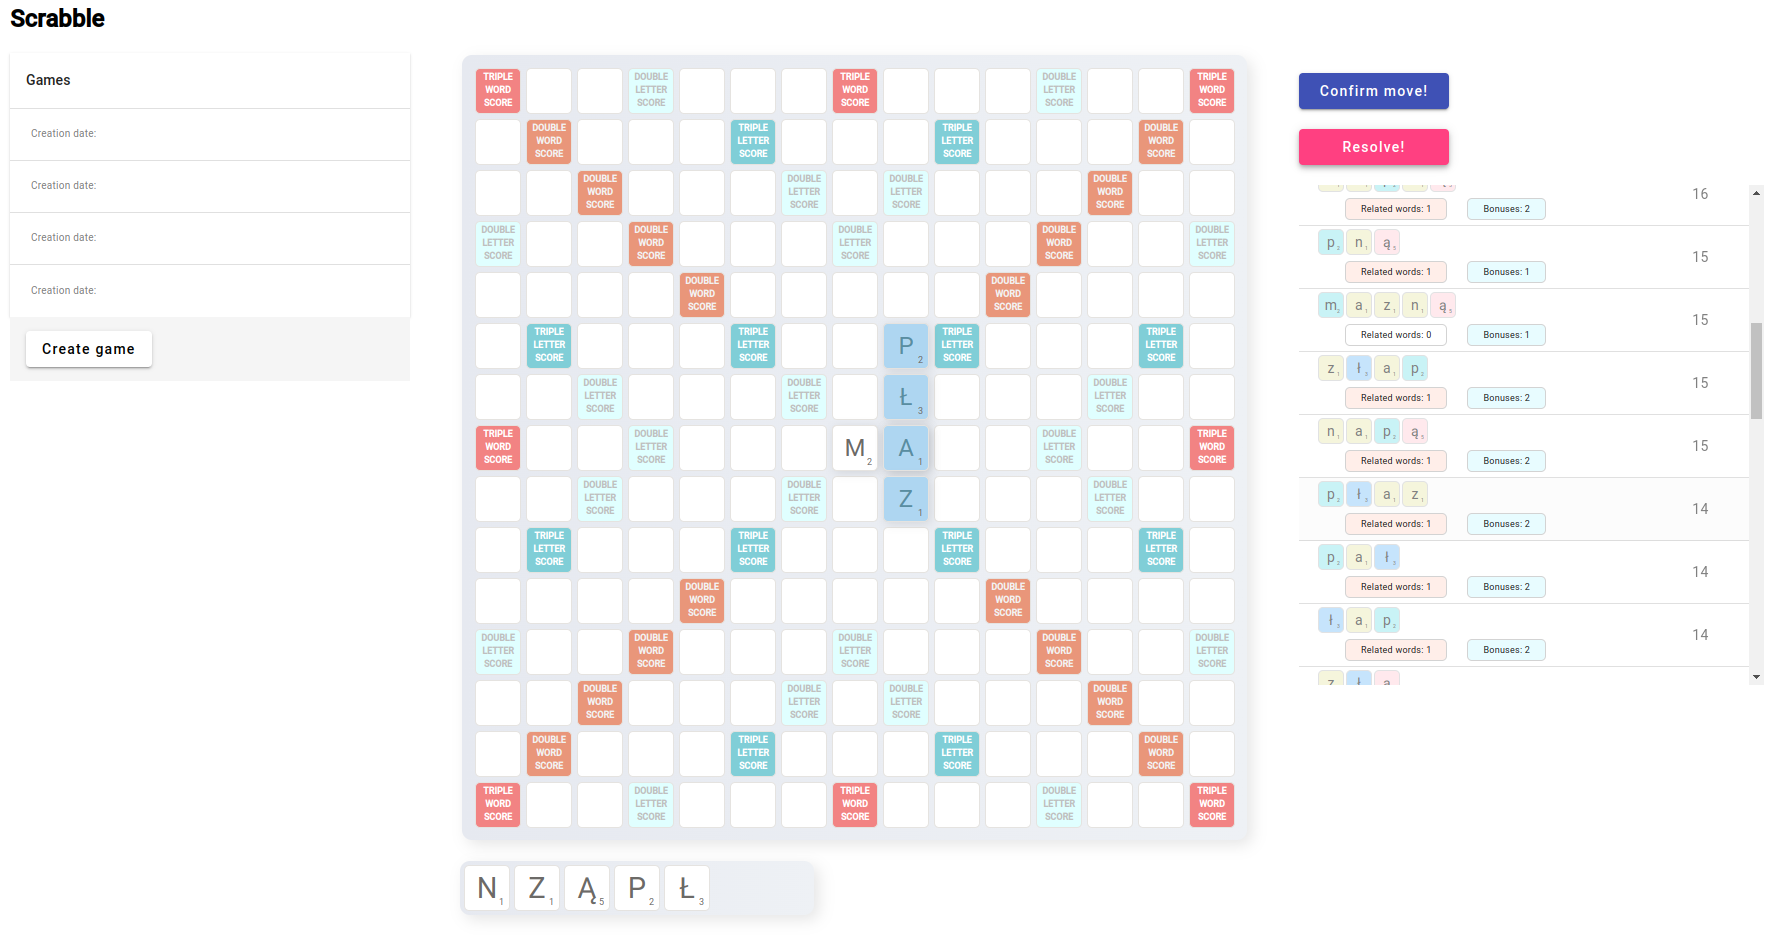 Scrabble
Games
Creation date:
Creation date:
Creation date:
Creation date:
Create game
TRIPLE WORD SCORE DOUBLE LETTER SCORE TRIPLE WORD SCORE DOUBLE LETTER SCORE TRIPLE WORD SCORE
DOUBLE WORD SCORE TRIPLE LETTER SCORE TRIPLE LETTER SCORE DOUBLE WORD SCORE
DOUBLE WORD SCORE DOUBLE LETTER SCORE DOUBLE LETTER SCORE DOUBLE WORD SCORE
DOUBLE LETTER SCORE DOUBLE WORD SCORE DOUBLE LETTER SCORE DOUBLE WORD SCORE DOUBLE LETTER SCORE
DOUBLE WORD SCORE DOUBLE WORD SCORE
TRIPLE LETTER SCORE TRIPLE LETTER SCORE P 2 TRIPLE LETTER SCORE TRIPLE LETTER SCORE
DOUBLE LETTER SCORE DOUBLE LETTER SCORE Ł 3 DOUBLE LETTER SCORE
TRIPLE WORD SCORE DOUBLE LETTER SCORE M 2 A 1 DOUBLE LETTER SCORE TRIPLE WORD SCORE
DOUBLE LETTER SCORE DOUBLE LETTER SCORE Z 1 DOUBLE LETTER SCORE
TRIPLE LETTER SCORE TRIPLE LETTER SCORE TRIPLE LETTER SCORE TRIPLE LETTER SCORE
DOUBLE WORD SCORE DOUBLE WORD SCORE
DOUBLE LETTER SCORE DOUBLE WORD SCORE DOUBLE LETTER SCORE DOUBLE WORD SCORE DOUBLE LETTER SCORE
DOUBLE WORD SCORE DOUBLE LETTER SCORE DOUBLE LETTER SCORE DOUBLE WORD SCORE
DOUBLE WORD SCORE TRIPLE LETTER SCORE TRIPLE LETTER SCORE DOUBLE WORD SCORE
TRIPLE WORD SCORE DOUBLE LETTER SCORE TRIPLE WORD SCORE DOUBLE LETTER SCORE TRIPLE WORD SCORE
N 1 Z 1 Ą 5 P 2 Ł 3
Confirm move!
Resolve!
16
Related words: 1 Bonuses: 2
p 2 n 1 ą 5 15
Related words: 1 Bonuses: 1
m 2 a 1 z 1 n 1 ą 5 15
Related words: 0 Bonuses: 1
z 1 ł 3 a 1 p 2 15
Related words: 1 Bonuses: 2
n 1 a 1 p 2 ą 5 15
Related words: 1 Bonuses: 2
p 2 ł 3 a 1 z 1 14
Related words: 1 Bonuses: 2
p 2 a 1 ł 3 14
Related words: 1 Bonuses: 2
ł 3 a 1 p 2 14
Related words: 1 Bonuses: 2